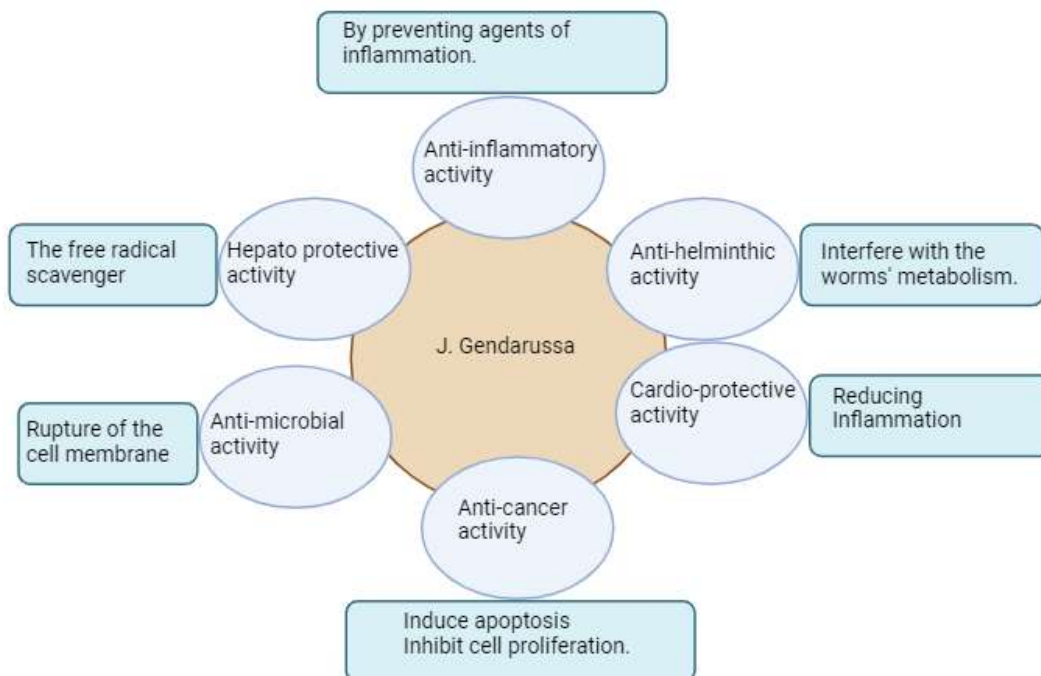 By preventing agents of
inflammation.
Anti-inflammatory
activity
The free radical
scavenger
Hepato protective
activity
Anti-helminthic
activity
Interfere with the
worms' metabolism.
J. Gendarussa
Rupture of the
cell membrane
Anti-microbial
activity
Cardio-protective
activity
Reducing
Inflammation
Anti-cancer
activity
Induce apoptosis
Inhibit cell proliferation.